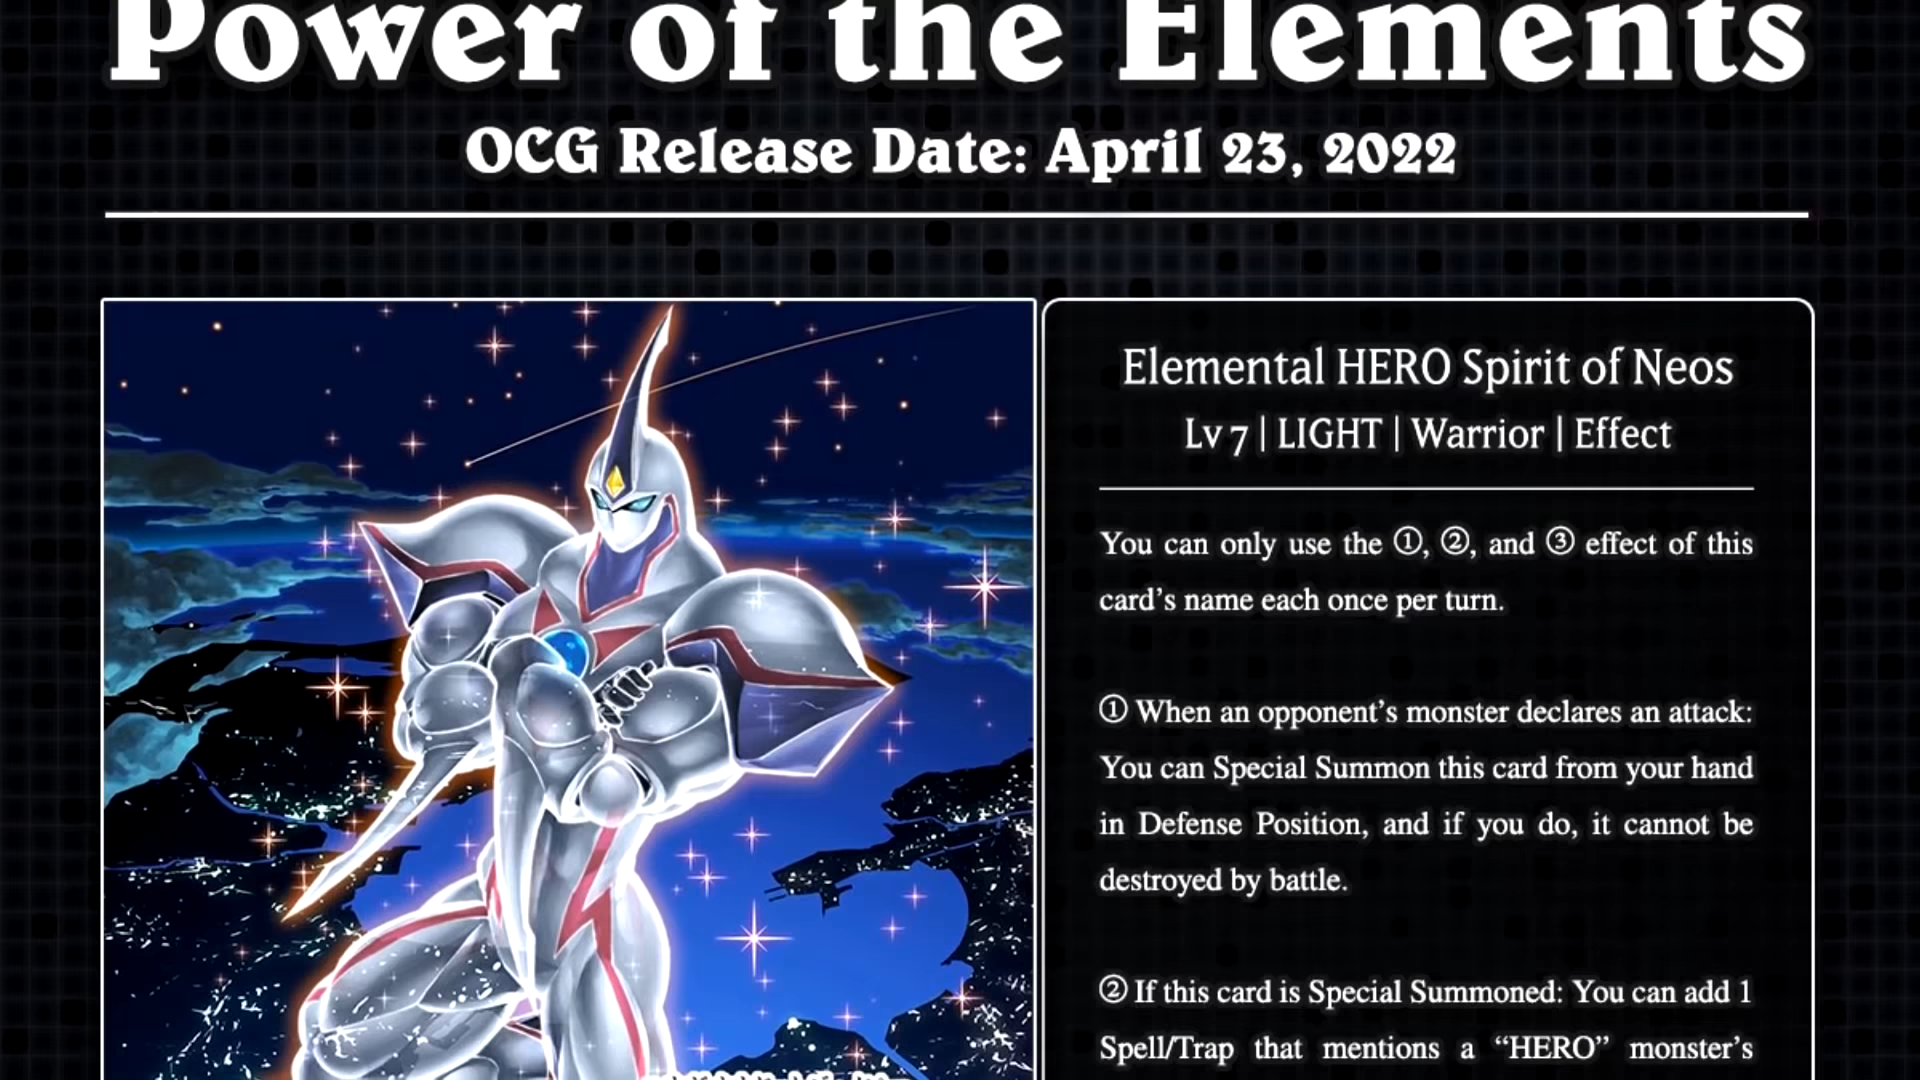 Power of the Elements
OCG Release Date: April 23, 2022
Elemental HERO Spirit of Neos
Lv 7 | LIGHT | Warrior | Effect
You can only use the ①, ②, and ③ effect of this
card’s name each once per turn.
① When an opponent’s monster declares an attack:
You can Special Summon this card from your hand
in Defense Position, and if you do, it cannot be
destroyed by battle.
② If this card is Special Summoned: You can add 1
Spell/Trap that mentions a “HERO” monster’s